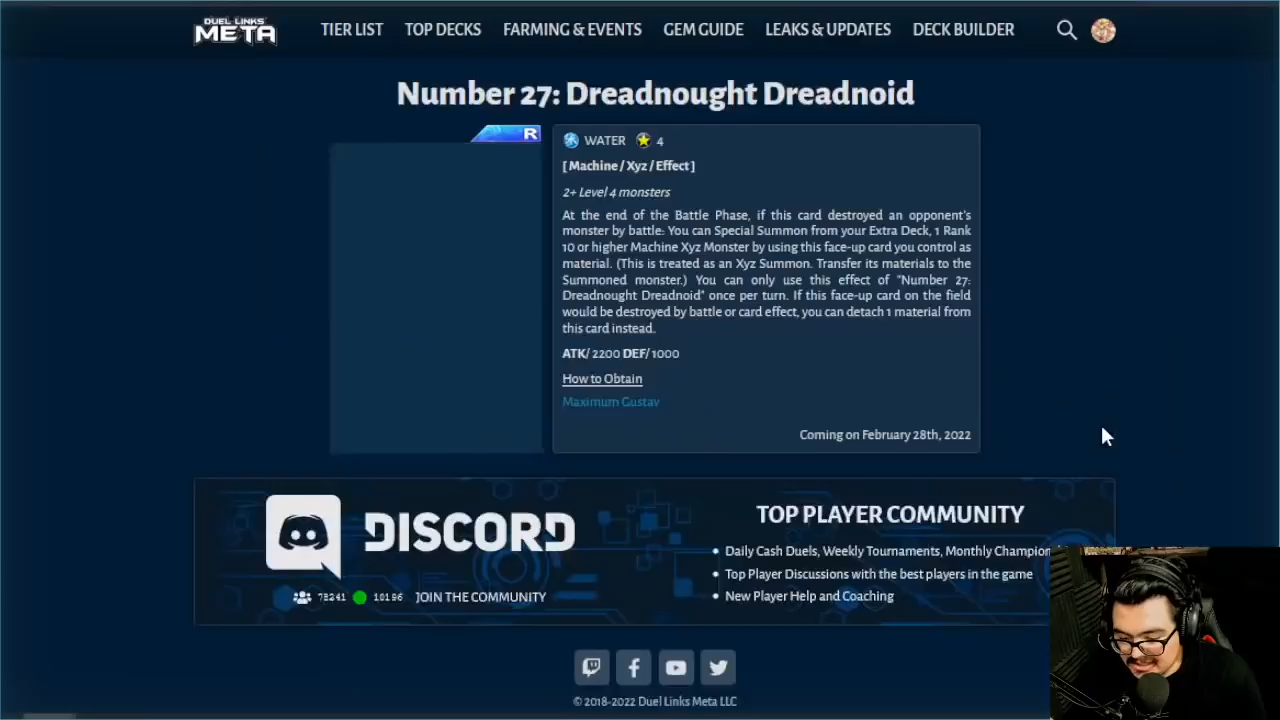 DUEL LINKS
META
TIER LIST
TOP DECKS
FARMING & EVENTS
GEM GUIDE
LEAKS & UPDATES
DECK BUILDER
Number 27: Dreadnought Dreadnoid
R
WATER 4
[ Machine / Xyz / Effect ]
2+ Level 4 monsters
At the end of the Battle Phase, if this card destroyed an opponent's
monster by battle: You can Special Summon from your Extra Deck, 1 Rank
10 or higher Machine Xyz Monster by using this face-up card you control as
material. (This is treated as an Xyz Summon. Transfer its materials to the
Summoned monster.) You can only use this effect of "Number 27:
Dreadnought Dreadnoid" once per turn. If this face-up card on the field
would be destroyed by battle or card effect, you can detach 1 material from
this card instead.
ATK/ 2200 DEF/ 1000
How to Obtain
Maximum Gustav
Coming on February 28th, 2022
DISCORD
78241 10196 JOIN THE COMMUNITY
TOP PLAYER COMMUNITY
• Daily Cash Duels, Weekly Tournaments, Monthly Champion
• Top Player Discussions with the best players in the game
• New Player Help and Coaching
© 2018-2022 Duel Links Meta LLC